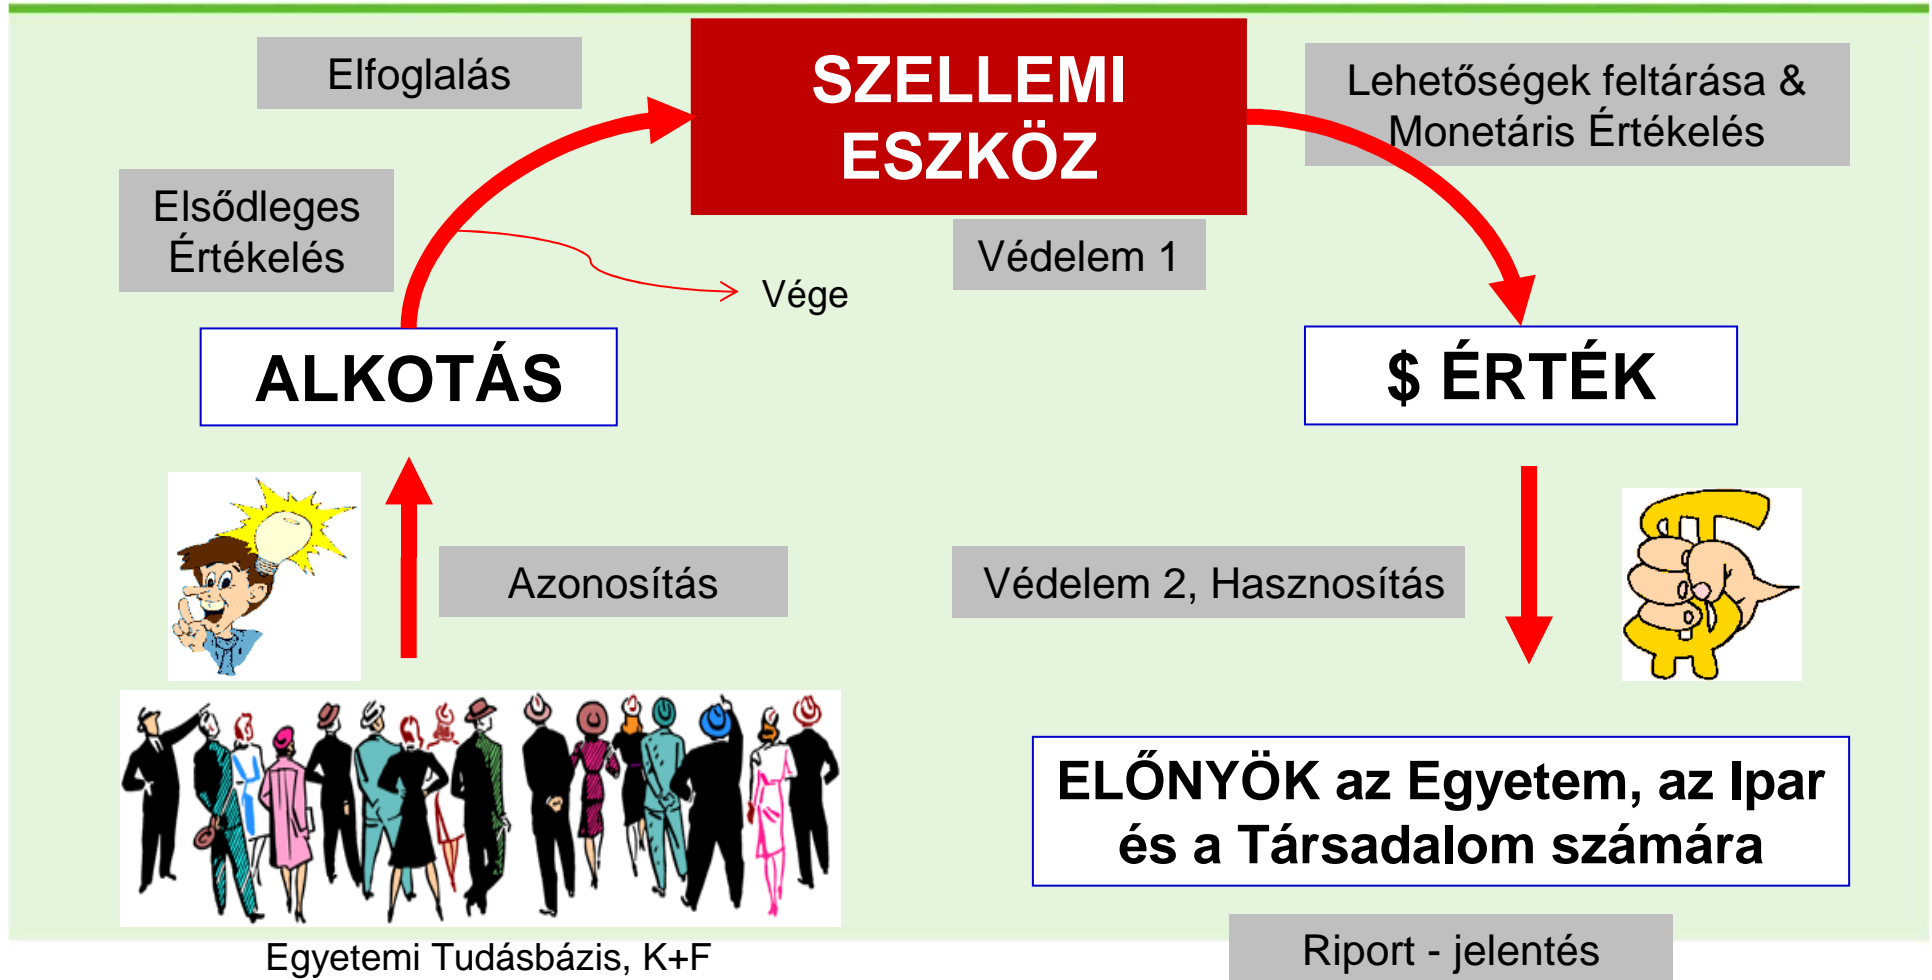 Elfoglalás
SZELLEMI
ESZKÖZ
Lehetőségek feltárása &
Monetáris Értékelés
Elsődleges
Értékelés
Védelem 1
Vége
ALKOTÁS
$ ÉRTÉK
Azonosítás
Védelem 2, Hasznosítás
ELŐNYÖK az Egyetem, az Ipar
és a Társadalom számára
Egyetemi Tudásbázis, K+F
Riport - jelentés